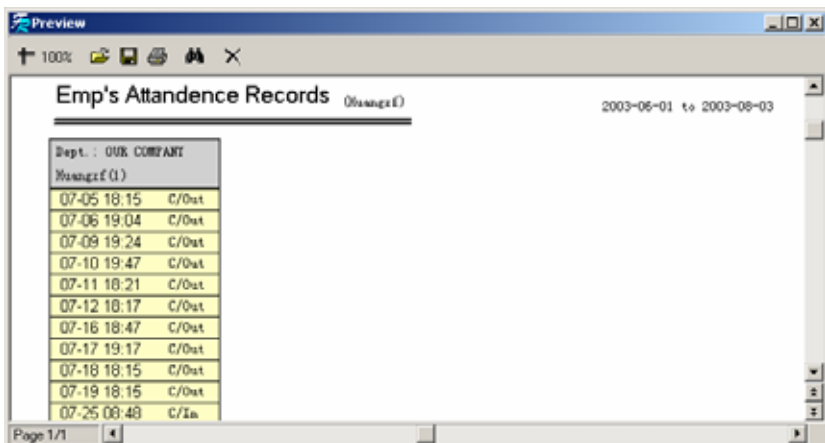 Preview
100%
Emp's Attandence Records (Huangrf)
2003-06-01 to 2003-08-03
Dept.: OUR COMPANY
Huangrf(1)
07-05 18:15 C/Out
07-06 19:04 C/Out
07-09 19:24 C/Out
07-10 19:47 C/Out
07-11 18:21 C/Out
07-12 18:17 C/Out
07-16 18:47 C/Out
07-17 19:17 C/Out
07-18 18:15 C/Out
07-19 18:15 C/Out
07-25 08:48 C/In
Page 1/1